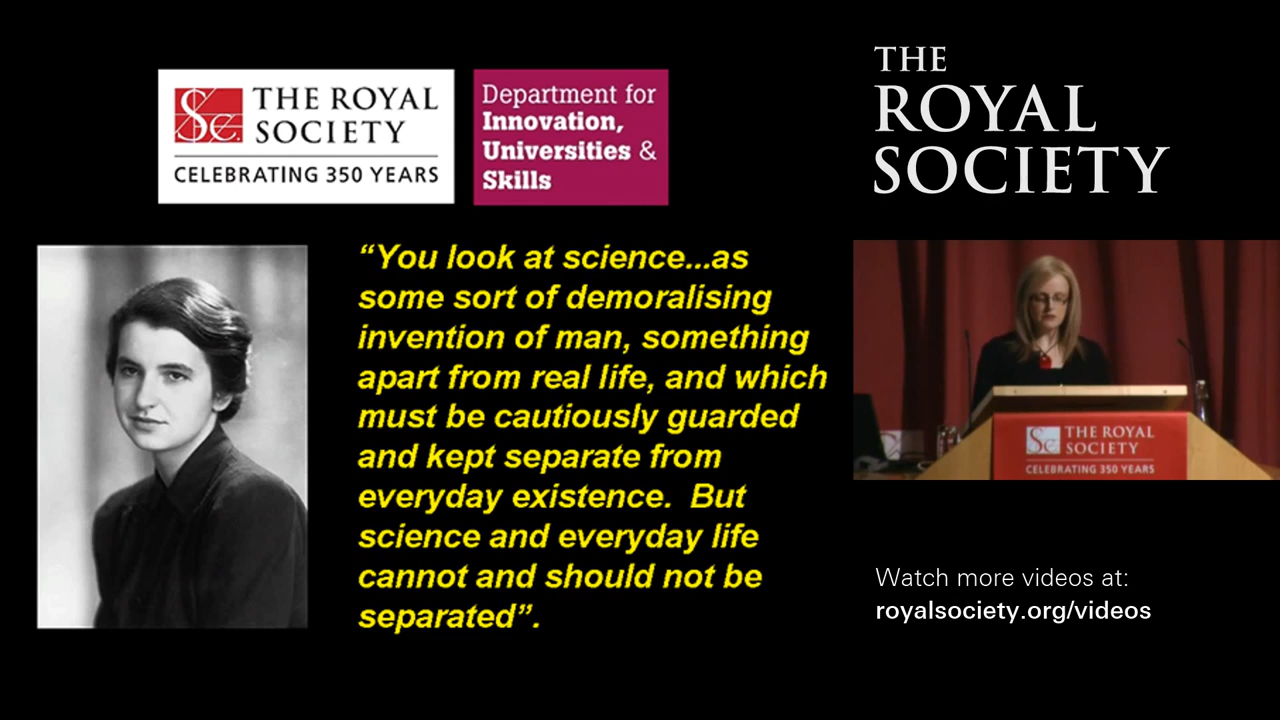 THE ROYAL
SOCIETY
CELEBRATING 350 YEARS
Department for
Innovation,
Universities &
Skills
THE
ROYAL
SOCIETY
“You look at science...as
some sort of demoralising
invention of man, something
apart from real life, and which
must be cautiously guarded
and kept separate from
everyday existence.  But
science and everyday life
cannot and should not be
separated”.
THE ROYAL
SOCIETY
CELEBRATING 350 YEARS
Watch more videos at:
royalsociety.org/videos